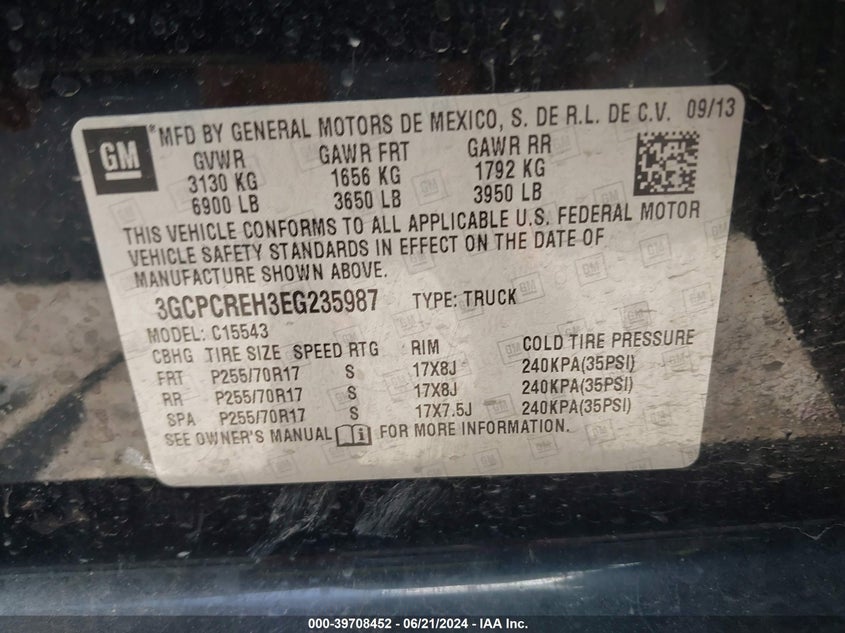 GM
®MFD BY GENERAL MOTORS DE MEXICO, S. DE R.L. DE C.V. 09/13
GVWR GAWR FRT GAWR RR
3130 KG 1656 KG 1792 KG
6900 LB 3650 LB 3950 LB
THIS VEHICLE CONFORMS TO ALL APPLICABLE U.S. FEDERAL MOTOR
VEHICLE SAFETY STANDARDS IN EFFECT ON THE DATE OF
MANUFACTURE SHOWN ABOVE.
3GCPCREH3EG235987 TYPE: TRUCK
MODEL: C15543
CBHG TIRE SIZE SPEED RTG RIM COLD TIRE PRESSURE
FRT P255/70R17 S 17X8J 240KPA(35PSI)
RR P255/70R17 S 17X8J 240KPA(35PSI)
SPA P255/70R17 S 17X7.5J 240KPA(35PSI)
SEE OWNER'S MANUAL FOR MORE INFORMATION.
000-39708452 / 06/21/2024 - IAA Inc.